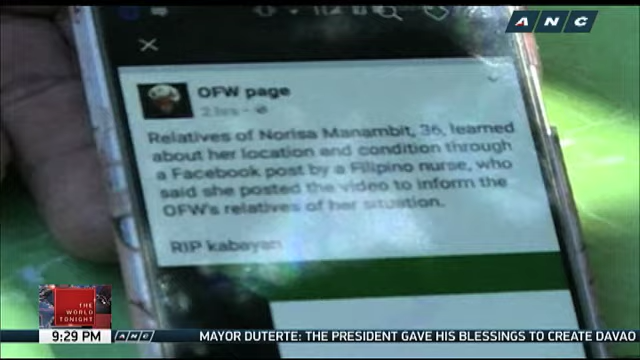 ANC
OFW page
2 hrs
Relatives of Norisa Manambit, 36, learned
about her location and condition through
a Facebook post by a Filipino nurse, who
said she posted the video to inform the
OFW's relatives of her situation.
RIP kabayan
THE
WORLD
TONIGHT
9:29 PM ANC MAYOR DUTERTE: THE PRESIDENT GAVE HIS BLESSINGS TO CREATE DAVAO